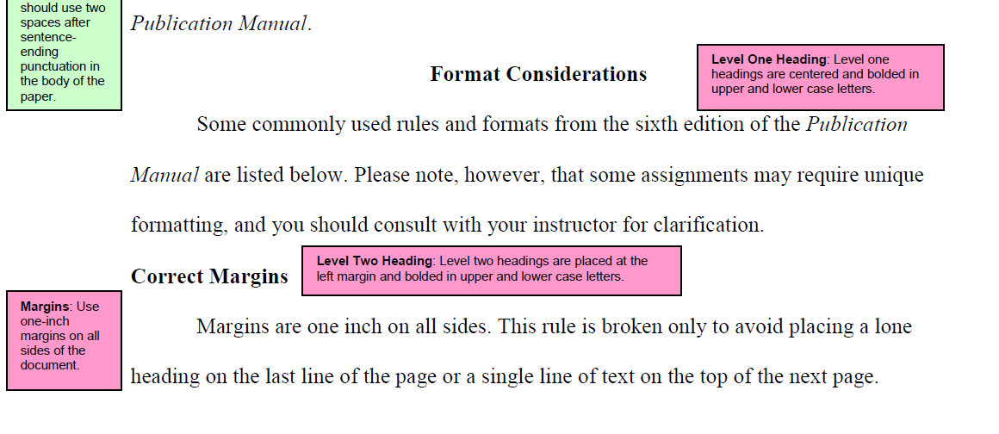 should use two
spaces after
sentence-
ending
punctuation in
the body of the
paper.
Publication Manual.
Format Considerations
Level One Heading: Level one
headings are centered and bolded in
upper and lower case letters.
Some commonly used rules and formats from the sixth edition of the Publication
Manual are listed below. Please note, however, that some assignments may require unique
formatting, and you should consult with your instructor for clarification.
Correct Margins
Level Two Heading: Level two headings are placed at the
left margin and bolded in upper and lower case letters.
Margins: Use
one-inch
margins on all
sides of the
document.
Margins are one inch on all sides. This rule is broken only to avoid placing a lone
heading on the last line of the page or a single line of text on the top of the next page.